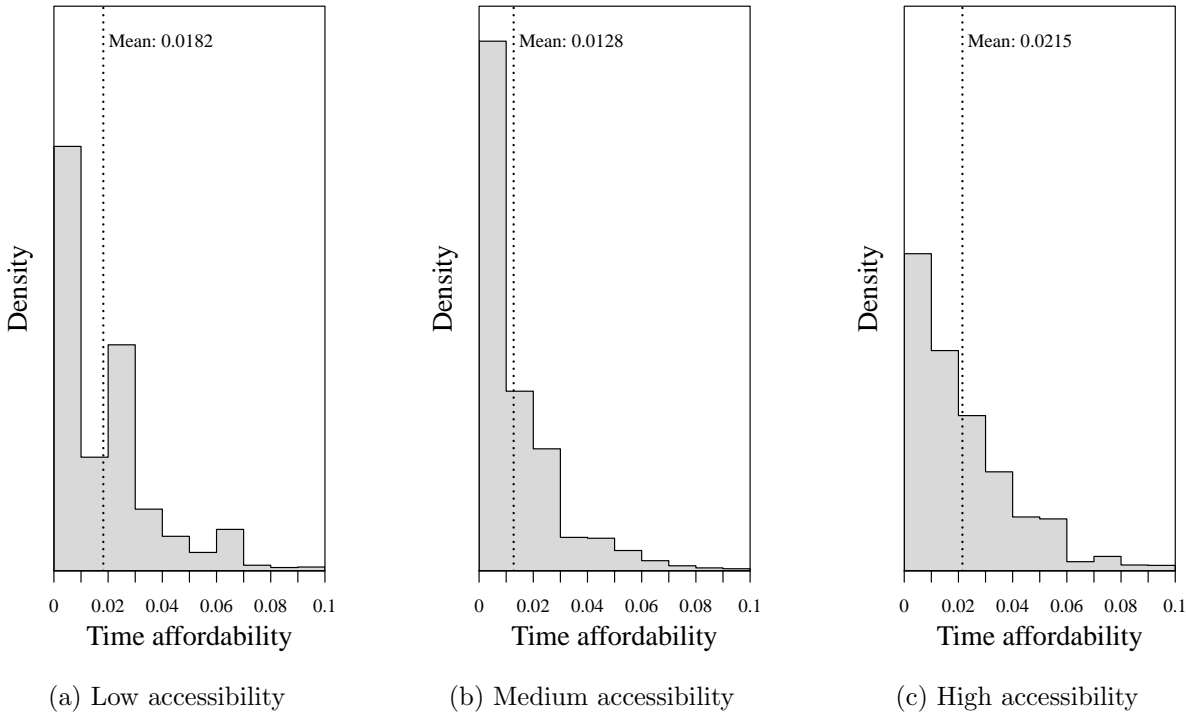 Mean: 0.0182
Density
0 0.02 0.04 0.06 0.08 0.1
Time affordability
(a) Low accessibility
Mean: 0.0128
Density
0 0.02 0.04 0.06 0.08 0.1
Time affordability
(b) Medium accessibility
Mean: 0.0215
Density
0 0.02 0.04 0.06 0.08 0.1
Time affordability
(c) High accessibility